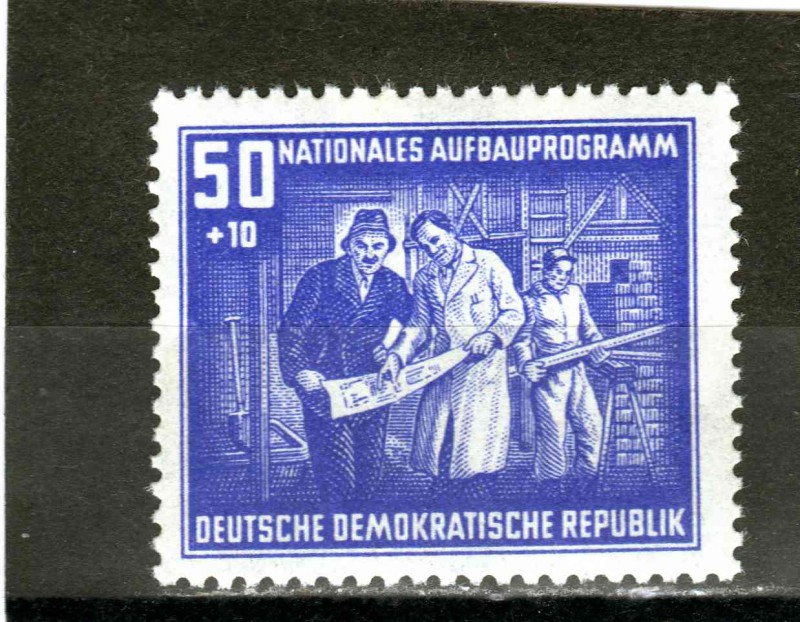 50 NATIONALES AUFBAUPROGRAMM
+ 10
DEUTSCHE DEMOKRATISCHE REPUBLIK